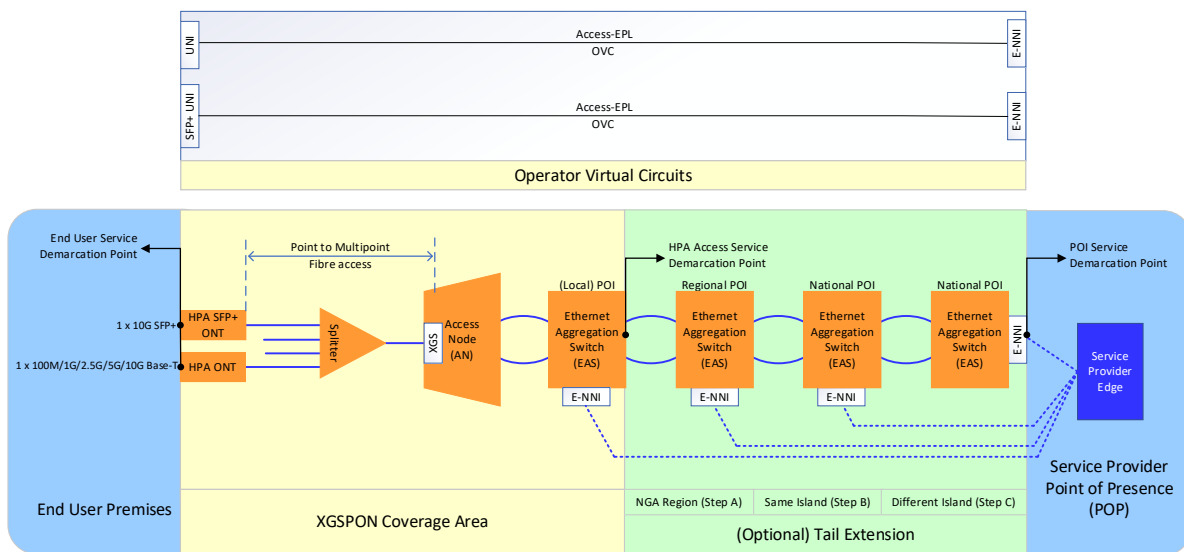 UNI
Access-EPL
OVC
E-NNI
SFP+ UNI
Access-EPL
OVC
E-NNI
Operator Virtual Circuits
End User Service
Demarcation Point
Point to Multipoint
Fibre access
HPA Access Service
Demarcation Point
POI Service
Demarcation Point
(Local) POI
Regional POI
National POI
National POI
1 x 10G SFP+
HPA SFP+
ONT
1 x 100M/1G/2.5G/5G/10G Base-T
HPA ONT
Splitter
XGS
Access
Node
(AN)
Ethernet
Aggregation
Switch
(EAS)
E-NNI
Ethernet
Aggregation
Switch
(EAS)
E-NNI
Ethernet
Aggregation
Switch
(EAS)
E-NNI
Ethernet
Aggregation
Switch
(EAS)
E-NNI
Service
Provider
Edge
End User Premises
XGSPON Coverage Area
NGA Region (Step A)
Same Island (Step B)
Different Island (Step C)
(Optional) Tail Extension
Service Provider
Point of Presence
(POP)